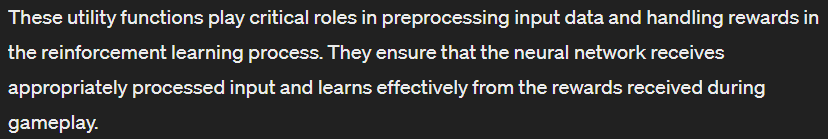 These utility functions play critical roles in preprocessing input data and handling rewards in
the reinforcement learning process. They ensure that the neural network receives
appropriately processed input and learns effectively from the rewards received during
gameplay.